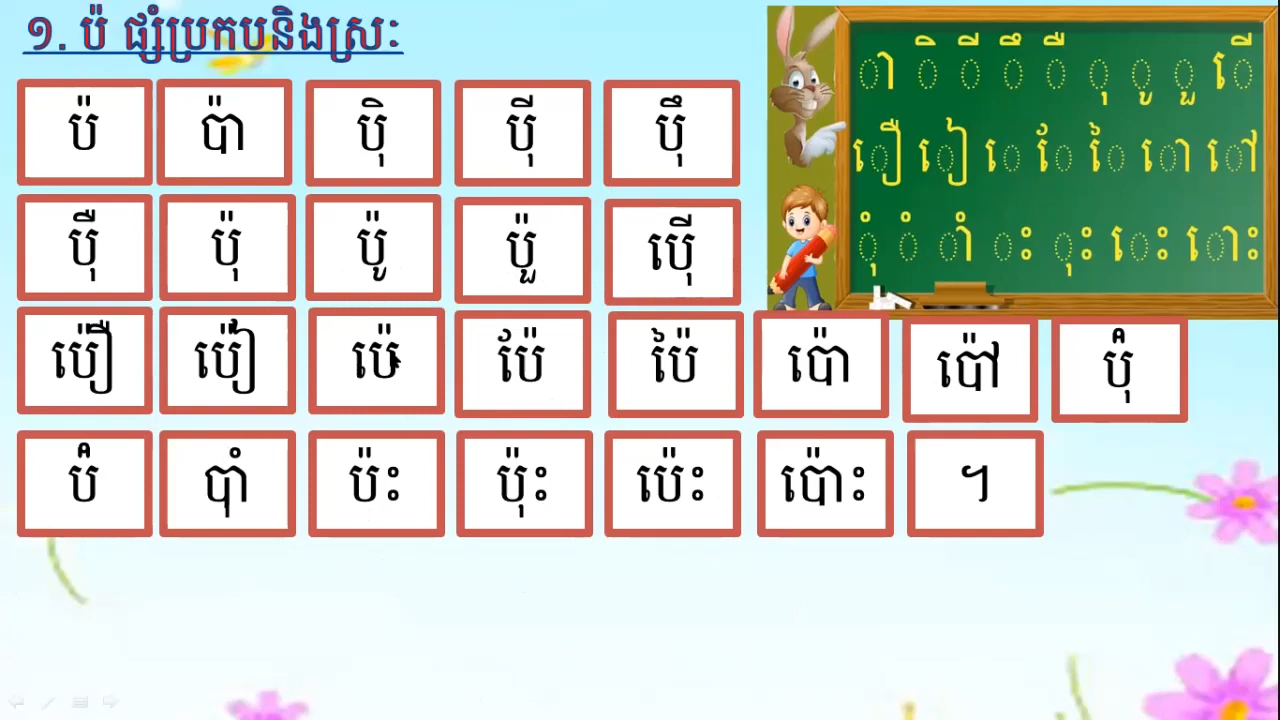 ១. ប៉ ផ្សំប្រកបនិងស្រៈ
ា ិ ី ឹ ឺ ុ ូ ួ ើ
ឿ ៀ េ ែ ៃ ោ ៅ
ុំ ំ ាំ ះ ុះ េះ ោះ
ប៉ ប៉ា ប៉ិ ប៉ី ប៉ឹ
ប៉ឺ ប៉ុ ប៉ូ ប៉ួ ប៉ើ
ប៉ឿ ប៉ៀ ប៉េ ប៉ែ ប៉ៃ ប៉ោ ប៉ៅ ប៉ុំ
ប៉ំ ប៉ាំ ប៉ះ ប៉ុះ ប៉េះ ប៉ោះ ។